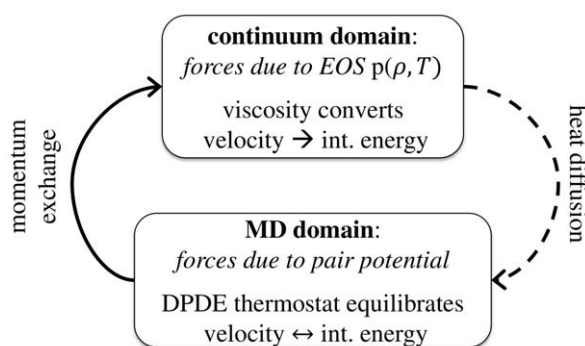 continuum domain:
forces due to EOS p(ρ, T)
viscosity converts
velocity → int. energy
momentum
exchange
heat diffusion
MD domain:
forces due to pair potential
DPDE thermostat equilibrates
velocity ↔ int. energy